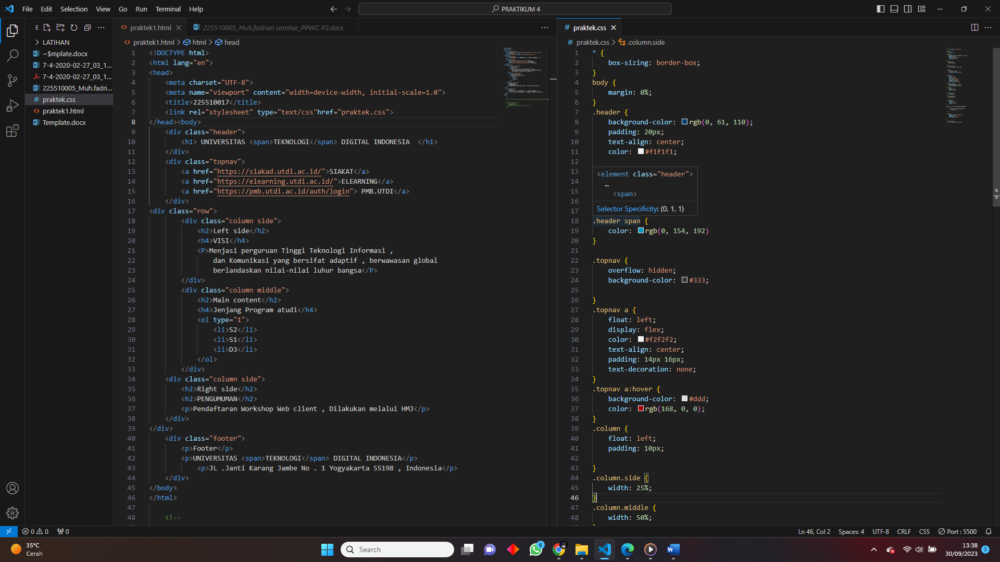 File Edit Selection View Go Run Terminal Help
PRAKTIKUM 4
E
LATIHAN
~$mplate.docx
7-4-2020-02-27_03_1...
7-4-2020-02-27_03_1...
225510005_Muh.fadri...
praktek.css
praktek1.html
Template.docx
praktek1.html
225510005_Muh.fadrian samhar_PPWC P3.docx
praktek1.html > html > head
1 <!DOCTYPE html>
2 <html lang="en">
3 <head>
4 <meta charset="UTF-8">
5 <meta name="viewport" content="width=device-width, initial-scale=1.0">
6 <title>225510017</title>
7 <link rel="stylesheet" type="text/css"href="praktek.css">
8 </head><body>
9 <div class="header">
10 <h1> UNIVERSITAS <span>TEKNOLOGI</span> DIGITAL INDONESIA  </h1>
11 </div>
12 <div class="topnav">
13 <a href="https://siakad.utdi.ac.id/">SIAKAT</a>
14 <a href="https://elearning.utdi.ac.id/">ELEARNING</a>
15 <a href="https://pmb.utdi.ac.id/auth/login"> PMB.UTDI</a>
16 </div>
17 <div class="row">
18 <div class="column side">
19 <h2>Left side</h2>
20 <h4>VISI</h4>
21 <P>Menjasi perguruan Tinggi Teknologi Informasi ,
22 dan Komunikasi yang bersifat adaptif , berwawasan global
23 berlandaskan nilai-nilai luhur bangsa</P>
24 </div>
25 <div class="column middle">
26 <h2>Main content</h2>
27 <h4>Jenjang Program atudi</h4>
28 <ol type="1">
29 <li>S2</li>
30 <li>S1</li>
31 <li>D3</li>
32 </ol>
33 </div>
34 <div class="column side">
35 <h2>Right side</h2>
36 <h2>PENGUMUMAN</h2>
37 <p>Pendaftaran Workshop Web client , Dilakukan melalui HMJ</p>
38 </div>
39 </div>
40 <div class="footer">
41 <p>Footer</p>
42 <p>UNIVERSITAS <span>TEKNOLOGI</span> DIGITAL INDONESIA</p>
43 <p>JL .Janti Karang Jambe No . 1 Yogyakarta 55198 , Indonesia</p>
44 </div>
45 </body>
46 </html>
47
48 <!--
praktek.css
praktek.css > .column.side
1 * {
2 box-sizing: border-box;
3 }
4 body {
5 margin: 0%;
6 }
7 .header {
8 background-color: rgb(0, 61, 110);
9 padding: 20px;
10 text-align: center;
11 color: #f1f1f1;
12
13 <element class="header">
14 …
15 <span>
16
17 Selector Specificity: (0, 1, 1)
18 .header span {
19 color: rgb(0, 154, 192)
20 }
21
22 .topnav {
23 overflow: hidden;
24 background-color: #333;
25
26 }
27 .topnav a {
28 float: left;
29 display: flex;
30 color: #f2f2f2;
31 text-align: center;
32 padding: 14px 16px;
33 text-decoration: none;
34 }
35 .topnav a:hover {
36 background-color: #ddd;
37 color: rgb(168, 0, 0);
38 }
39 .column {
40 float: left;
41 padding: 10px;
42
43 }
44 .column.side {
45 width: 25%;
46 }
47 .column.middle {
48 width: 50%;
0 0 0 Ln 46, Col 2 Spaces: 4 UTF-8 CRLF CSS Port : 5500
35°C
Cerah
Search
6
13:38
30/09/2023
3